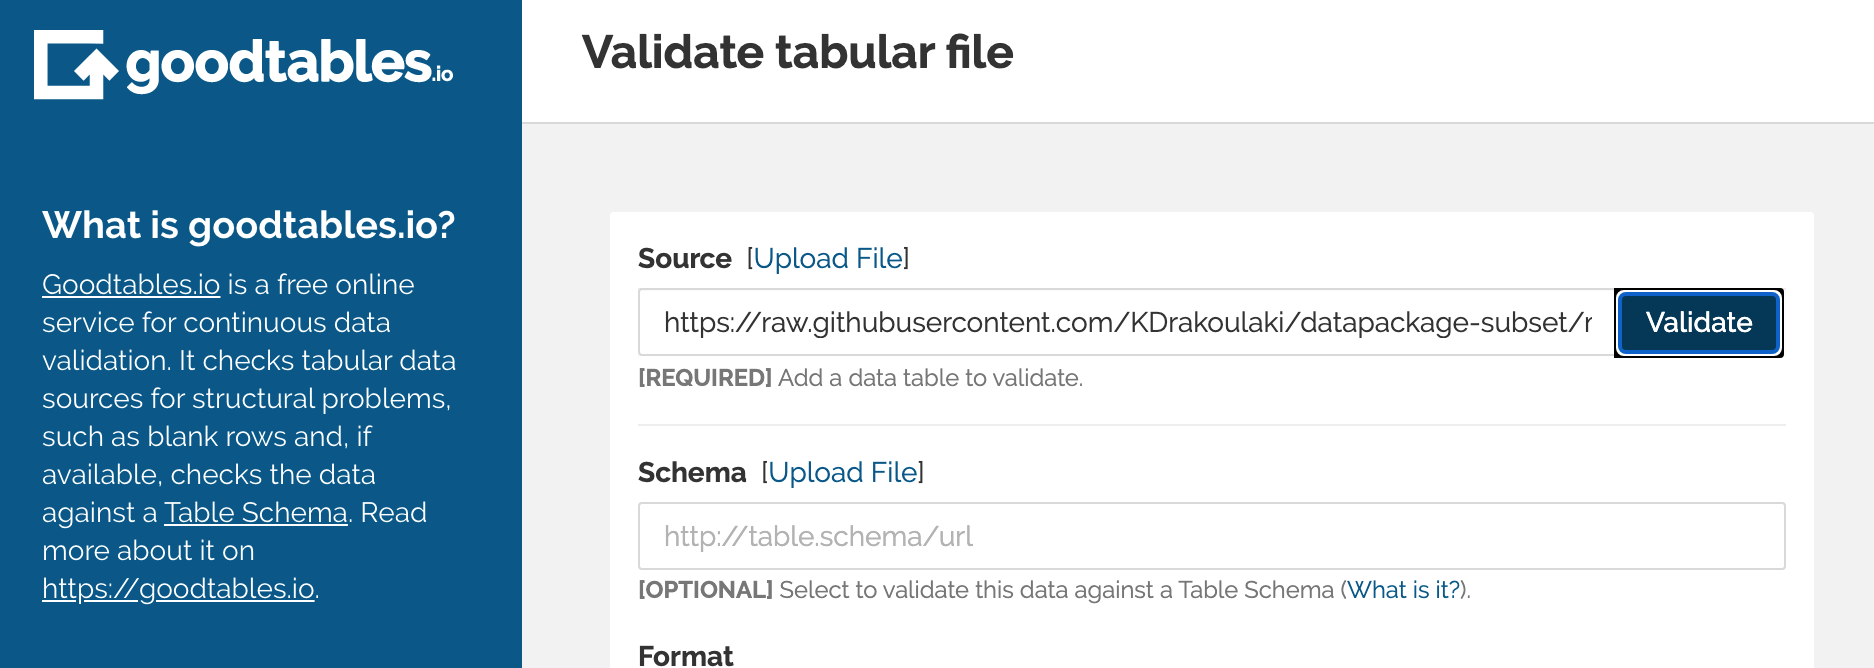 goodtables.io
What is goodtables.io?
Goodtables.io is a free online
service for continuous data
validation. It checks tabular data
sources for structural problems,
such as blank rows and, if
available, checks the data
against a Table Schema. Read
more about it on
https://goodtables.io.
Validate tabular file
Source [Upload File]
https://raw.githubusercontent.com/KDrakoulaki/datapackage-subset/r
Validate
[REQUIRED] Add a data table to validate.
Schema [Upload File]
http://table.schema/url
[OPTIONAL] Select to validate this data against a Table Schema (What is it?).
Format